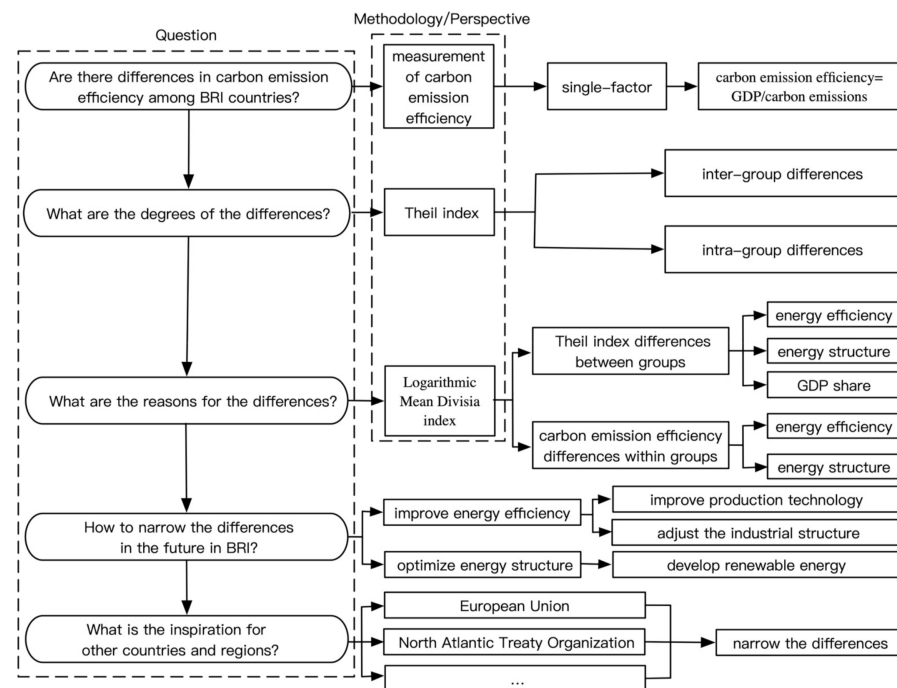 Methodology/Perspective
Question
Are there differences in carbon emission
efficiency among BRI countries?
measurement
of carbon
emission
efficiency
single-factor
carbon emission efficiency=
GDP/carbon emissions
What are the degrees of the differences?
Theil index
inter-group differences
intra-group differences
What are the reasons for the differences?
Logarithmic
Mean Divisia
index
Theil index differences
between groups
energy efficiency
energy structure
GDP share
carbon emission efficiency
differences within groups
energy efficiency
energy structure
How to narrow the differences
in the future in BRI?
improve energy efficiency
improve production technology
adjust the industrial structure
optimize energy structure
develop renewable energy
What is the inspiration for
other countries and regions?
European Union
North Atlantic Treaty Organization
...
narrow the differences